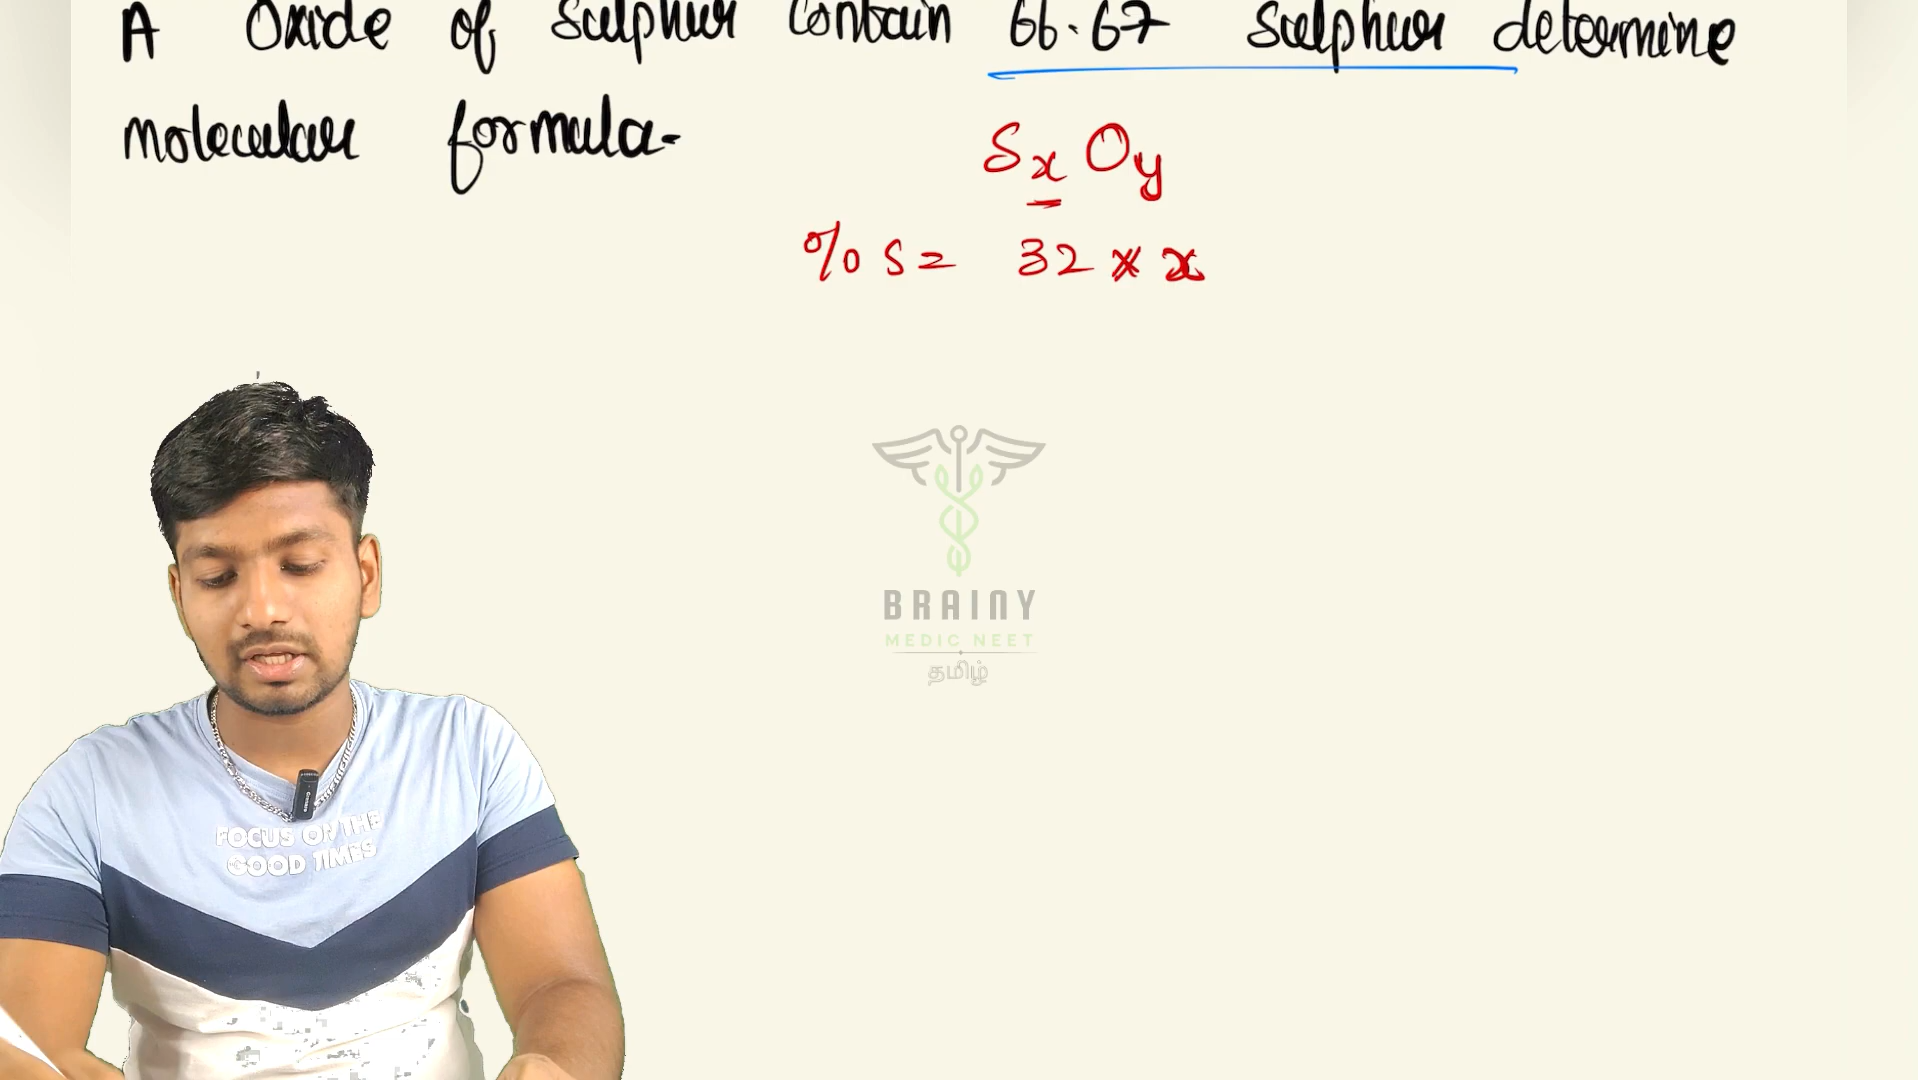 A Oxide of Sulphur contain 66.67 Sulphur determine
Molecular formula.
SxOy
% S = 32 * x
BRAINY
MEDIC NEET
தமிழ்
FOCUS ON THE
GOOD TIMES